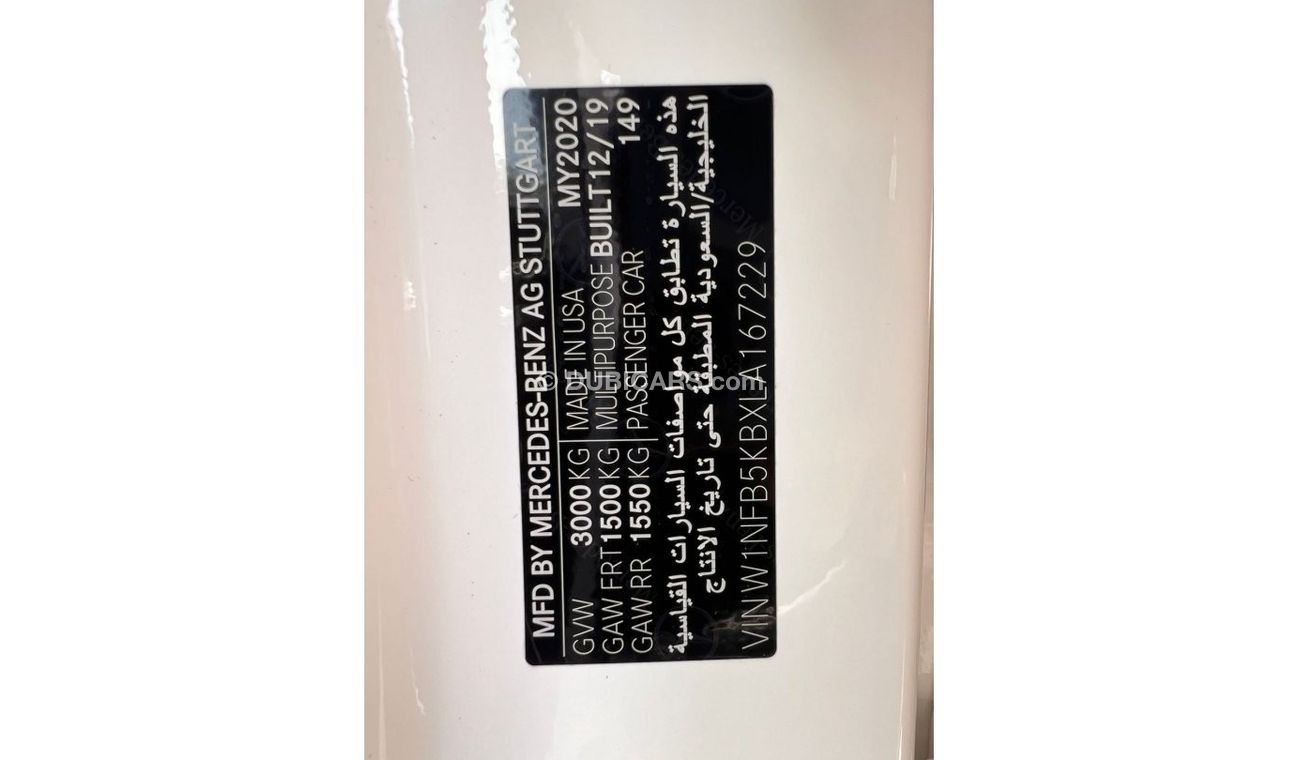 MFD BY MERCEDES-BENZ AG STUTTGART
GVW 3000 KG MADE IN USA MY2020
GAW FRT 1500 KG MULTIPURPOSE BUILT 12/19
GAW RR 1550 KG PASSENGER CAR 149
هذه السيارة تطابق كل مواصفات السيارات القياسية
الخليجية/السعودية المطبقة حتى تاريخ الانتاج
VIN W1NFB5KBXLA167229
© DUBICARS.com